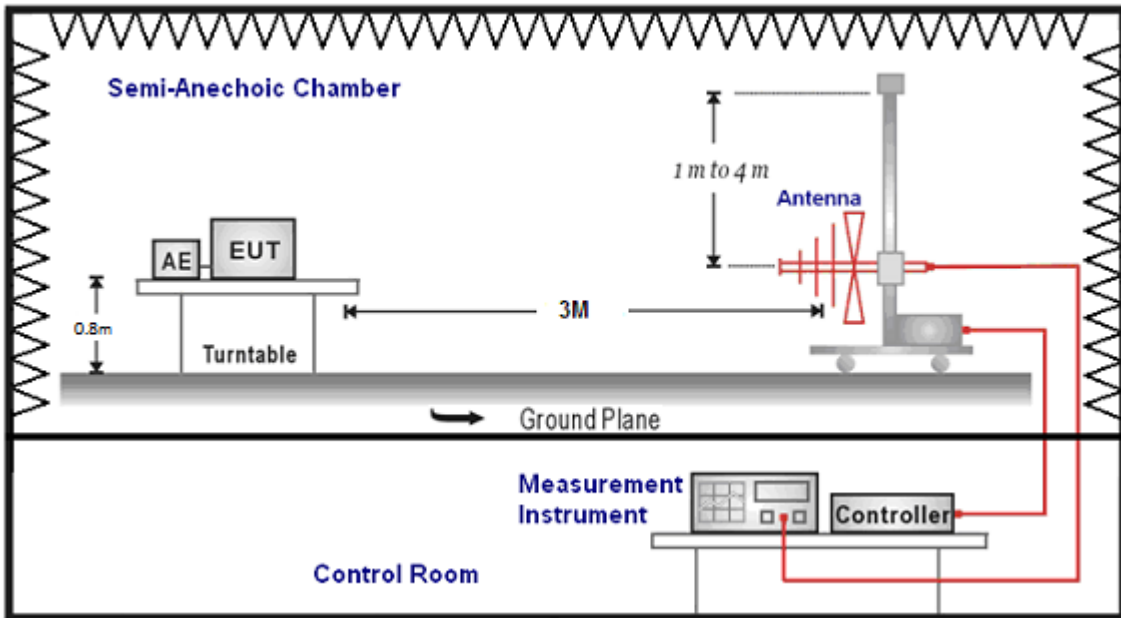 Semi-Anechoic Chamber
1 m to 4 m
Antenna
AE
EUT
3M
0.8m
Turntable
Ground Plane
Measurement
Instrument
Controller
Control Room